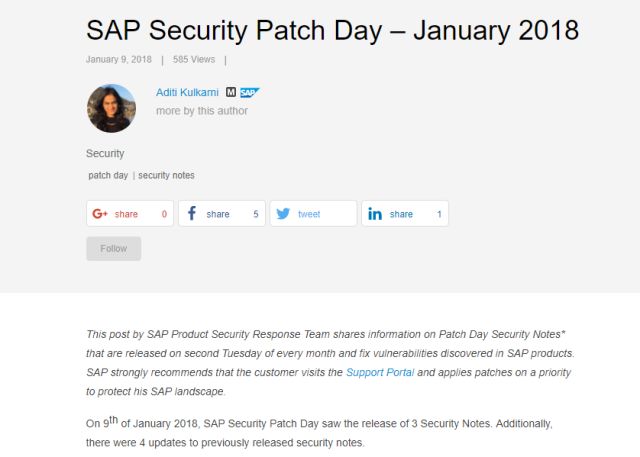 SAP Security Patch Day – January 2018
January 9, 2018 | 585 Views |
Aditi Kulkarni M SAP
more by this author
Security
patch day | security notes
G+ share 0 f share 5 tweet in share 1
Follow
This post by SAP Product Security Response Team shares information on Patch Day Security Notes*
that are released on second Tuesday of every month and fix vulnerabilities discovered in SAP products.
SAP strongly recommends that the customer visits the Support Portal and applies patches on a priority
to protect his SAP landscape.
On 9th of January 2018, SAP Security Patch Day saw the release of 3 Security Notes. Additionally,
there were 4 updates to previously released security notes.